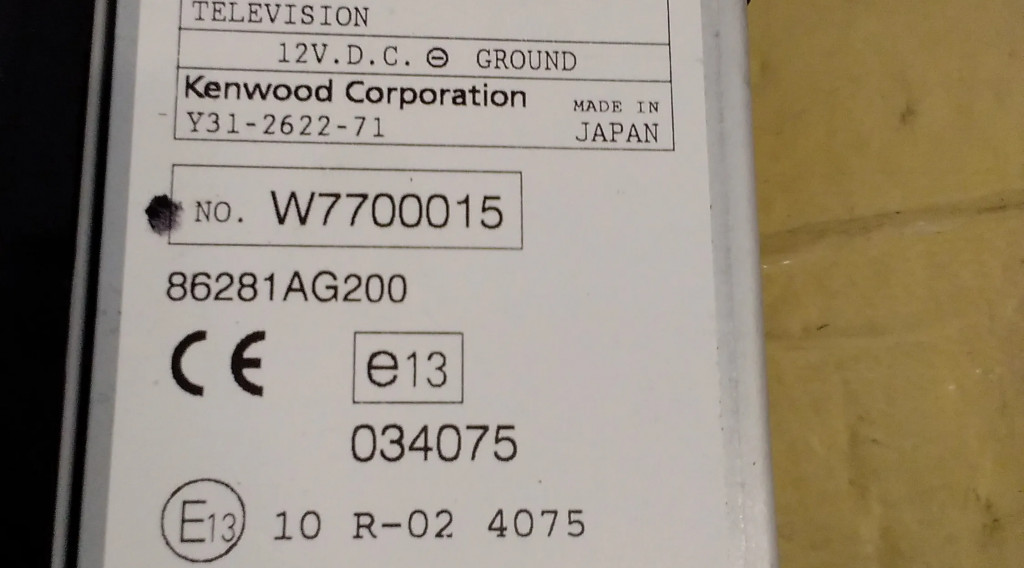 TELEVISION
12V.D.C. ⊖ GROUND
Kenwood Corporation
Y31-2622-71
MADE IN
JAPAN
NO. W7700015
86281AG200
CE
e13
034075
E13 10 R-02 4075